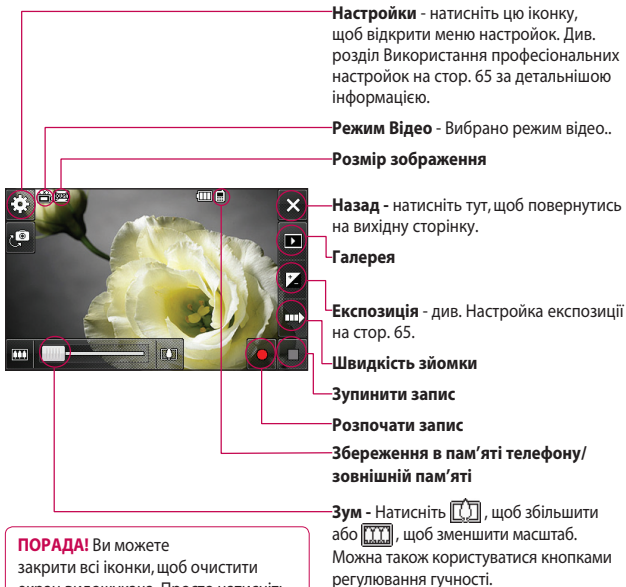 Настройки - натисніть цю іконку,
щоб відкрити меню настройок. Див.
розділ Використання професіональних
настройок на стор. 65 за детальнішою
інформацією.
Режим Відео - Вибрано режим відео..
Розмір зображення
Назад - натисніть тут, щоб повернутись
на вихідну сторінку.
Галерея
Експозиція - див. Настройка експозиції
на стор. 65.
Швидкість зйомки
Зупинити запис
Розпочати запис
Збереження в пам’яті телефону/
зовнішній пам’яті
Зум - Натисніть , щоб збільшити
або , щоб зменшити масштаб.
Можна також користуватися кнопками
регулювання гучності.
ПОРАДА! Ви можете
закрити всі іконки, щоб очистити